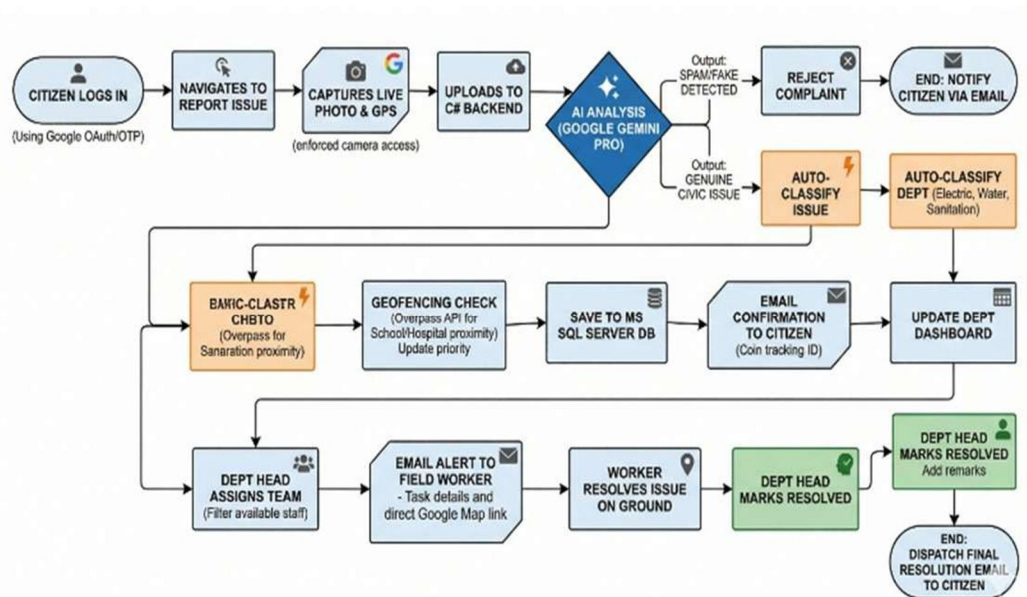 CITIZEN LOGS IN
(Using Google OAuth/OTP)
NAVIGATES TO
REPORT ISSUE
CAPTURES LIVE
PHOTO & GPS
(enforced camera access)
UPLOADS TO
C# BACKEND
AI ANALYSIS
(GOOGLE GEMINI
PRO)
Output:
SPAM/FAKE
DETECTED
REJECT
COMPLAINT
END: NOTIFY
CITIZEN VIA EMAIL
Output:
GENUINE
CIVIC ISSUE
AUTO-
CLASSIFY
ISSUE
AUTO-CLASSIFY
DEPT (Electric, Water,
Sanitation)
CHBTO
(Overpass for
Sanaration proximity)
GEOFENCING CHECK
(Overpass API for
School/Hospital proximity)
Update priority
SAVE TO MS
SQL SERVER DB
EMAIL
CONFIRMATION
TO CITIZEN
(Coin tracking ID)
UPDATE DEPT
DASHBOARD
DEPT HEAD
ASSIGNS TEAM
(Filter available staff)
EMAIL ALERT TO
FIELD WORKER
- Task details and
direct Google Map link
WORKER
RESOLVES ISSUE
ON GROUND
DEPT HEAD
MARKS RESOLVED
DEPT HEAD
MARKS RESOLVED
Add remarks
END:
DISPATCH FINAL
RESOLUTION EMAIL
TO CITIZEN